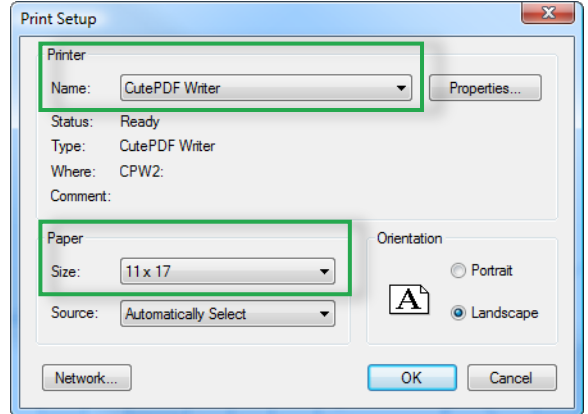 Print Setup
Printer
Name: CutePDF Writer Properties...
Status: Ready
Type: CutePDF Writer
Where: CPW2:
Comment:
Paper Orientation
Size: 11 x 17 Portrait
A
Source: Automatically Select Landscape
Network... OK Cancel